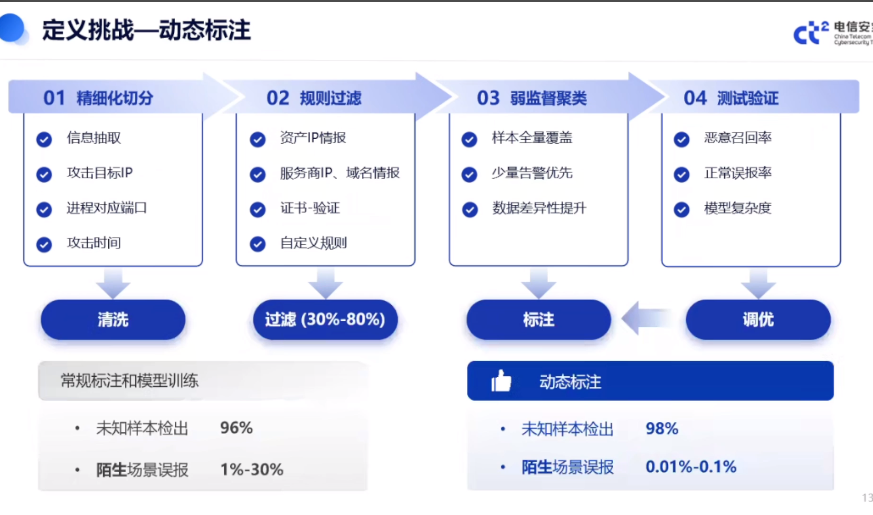 定义挑战—动态标注
ct² 电信安
China Telecom
Cybersecurity T
01 精细化切分
信息抽取
攻击目标IP
进程对应端口
攻击时间
清洗
02 规则过滤
资产IP情报
服务商IP、域名情报
证书-验证
自定义规则
过滤 (30%-80%)
03 弱监督聚类
样本全量覆盖
少量告警优先
数据差异性提升
标注
04 测试验证
恶意召回率
正常误报率
模型复杂度
调优
常规标注和模型训练
• 未知样本检出 96%
• 陌生场景误报 1%-30%
动态标注
• 未知样本检出 98%
• 陌生场景误报 0.01%-0.1%
13